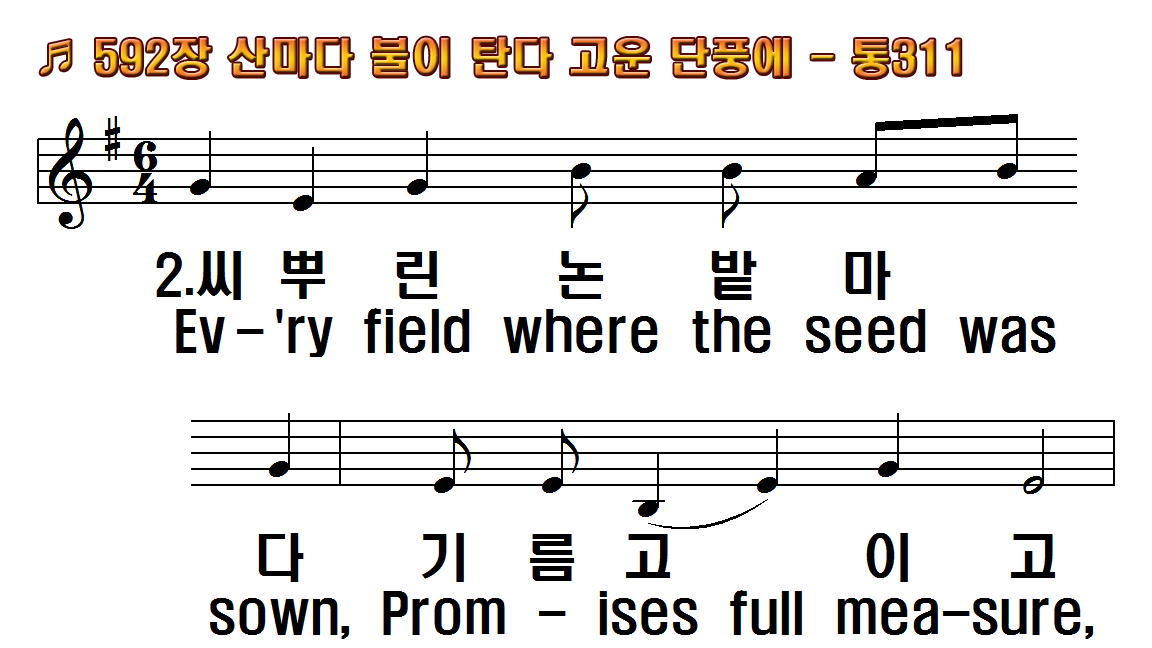 ♬ 592장 산마다 불이 탄다 고운 단풍에 - 통311
6
4
2.씨 뿌 린 논 밭 마
Ev-'ry field where the seed was
다 기 름 고 이 고
sown, Prom - ises full mea-sure,